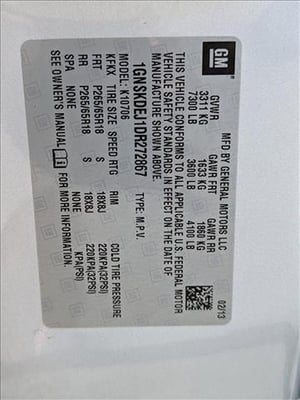 GM
MFD BY GENERAL MOTORS LLC
02/13
GVWR GAWR FRT GAWR RR
3311 KG 1633 KG 1860 KG
7300 LB 3600 LB 4100 LB
THIS VEHICLE CONFORMS TO ALL APPLICABLE U.S. FEDERAL MOTOR
VEHICLE SAFETY STANDARDS IN EFFECT ON THE DATE OF
MANUFACTURE SHOWN ABOVE.
1GNSKDEJ1DR272867 TYPE: M.P.V.
MODEL: K10706
KFKX TIRE SIZE SPEED RTG RIM COLD TIRE PRESSURE
FRT P265/65R18 S 18X8J 220KPA(32PSI)
RR P265/65R18 S 18X8J 220KPA(32PSI)
SPA NONE NONE KPA(PSI)
SEE OWNER'S MANUAL FOR MORE INFORMATION.